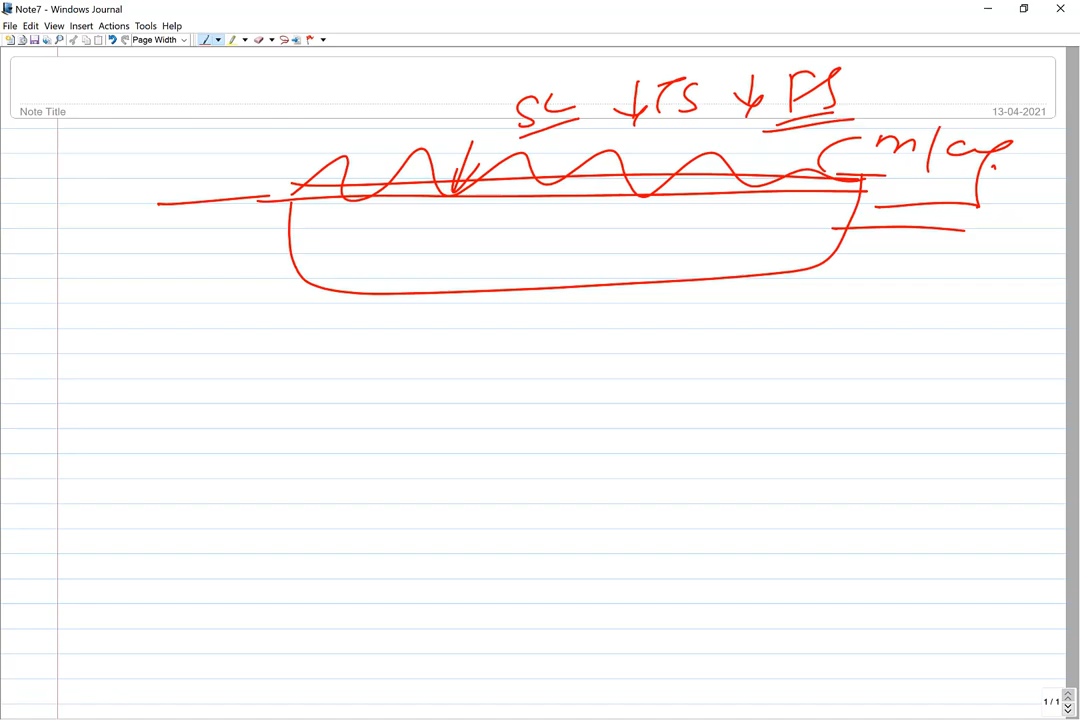 Note7 - Windows Journal
File Edit View Insert Actions Tools Help
Page Width
SC ↓TS ↓ PS
m/
Note Title
13-04-2021
1 / 1